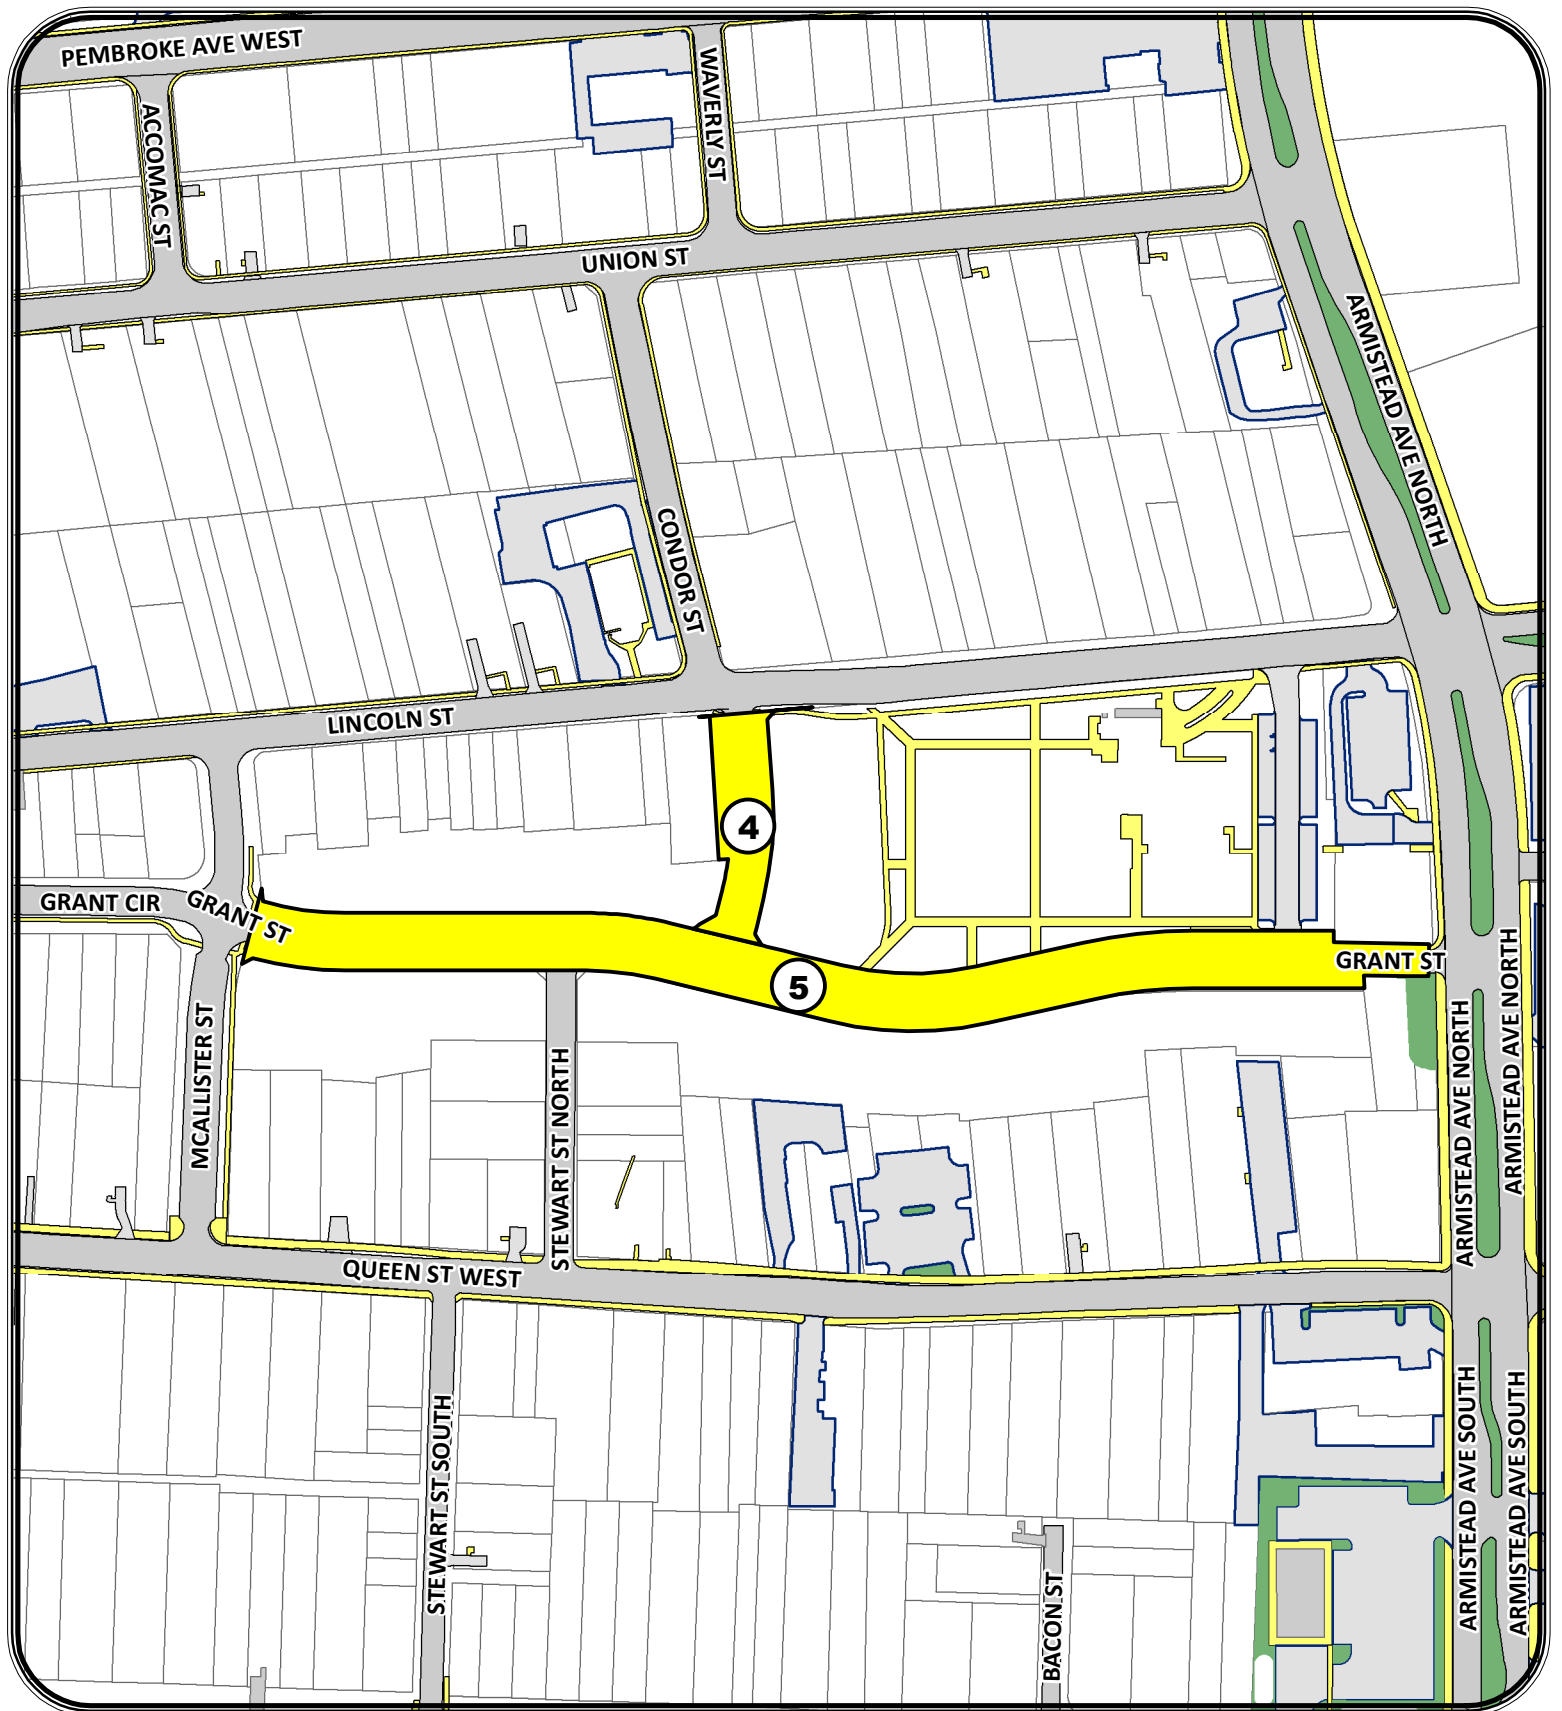 PEMBROKE AVE WEST
WAVERLY ST
ACCOMAC ST
UNION ST
ARMISTEAD AVE NORTH
CONDOR ST
LINCOLN ST
4
GRANT CIR
GRANT ST
GRANT ST
5
ARMISTEAD AVE NORTH
ARMISTEAD AVE NORTH
MCALLISTER ST
STEWART ST NORTH
QUEEN ST WEST
STEWART ST SOUTH
ARMISTEAD AVE SOUTH
ARMISTEAD AVE SOUTH
BACON ST